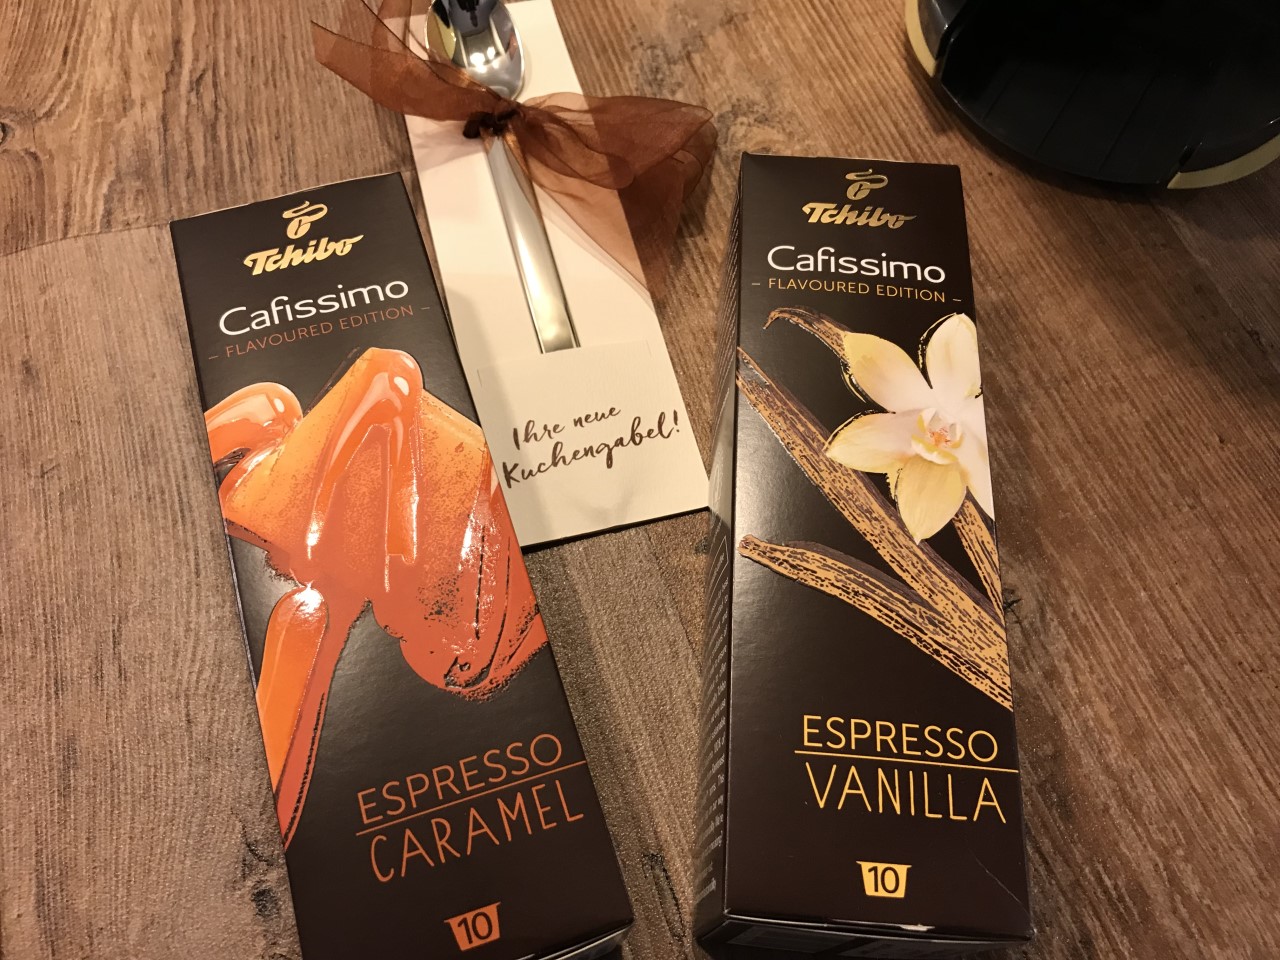 Tchibo
Cafissimo
- FLAVOURED EDITION -
ESPRESSO
CARAMEL
10
Ihre neue
Kuchengabel!
Tchibo
Cafissimo
- FLAVOURED EDITION -
ESPRESSO
VANILLA
10